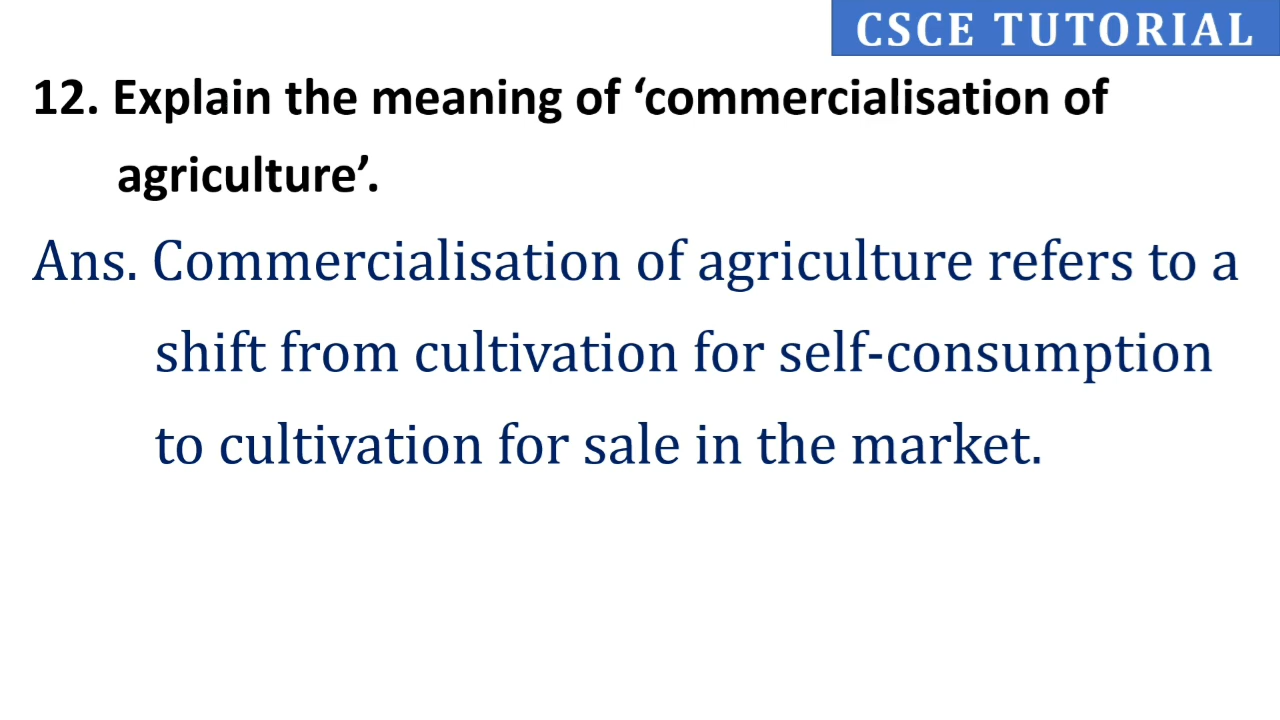 CSCE TUTORIAL
12. Explain the meaning of ‘commercialisation of
agriculture’.
Ans. Commercialisation of agriculture refers to a
shift from cultivation for self-consumption
to cultivation for sale in the market.